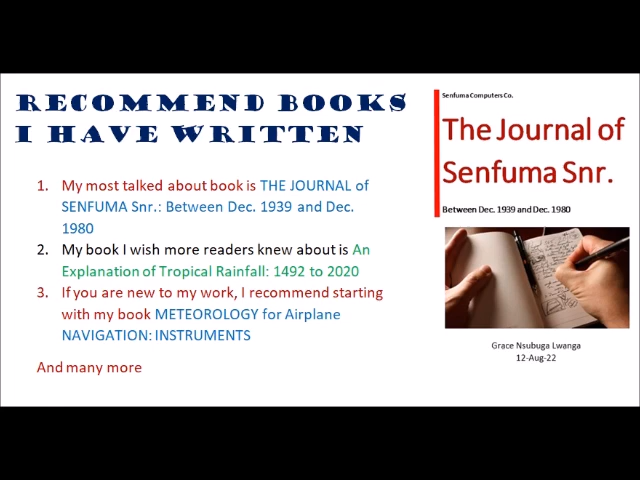 RECOMMEND BOOKS
I HAVE WRITTEN
1. My most talked about book is THE JOURNAL of
SENFUMA Snr.: Between Dec. 1939 and Dec.
1980
2. My book I wish more readers knew about is An
Explanation of Tropical Rainfall: 1492 to 2020
3. If you are new to my work, I recommend starting
with my book METEOROLOGY for Airplane
NAVIGATION: INSTRUMENTS
And many more
Senfuma Computers Co.
The Journal of
Senfuma Snr.
Between Dec. 1939 and Dec. 1980
Grace Nsubuga Lwanga
12-Aug-22